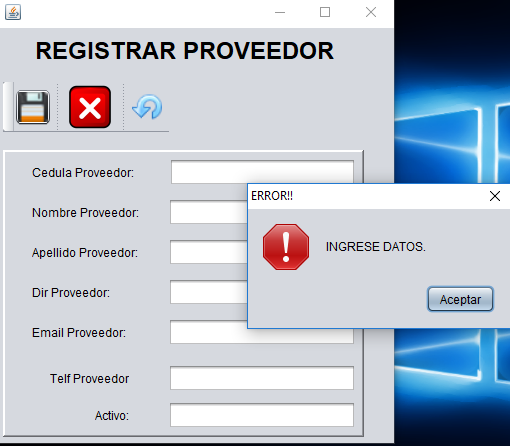 REGISTRAR PROVEEDOR
Cedula Proveedor:
Nombre Proveedor:
Apellido Proveedor:
Dir Proveedor:
Email Proveedor:
Telf Proveedor
Activo:
ERROR!!
INGRESE DATOS.
Aceptar